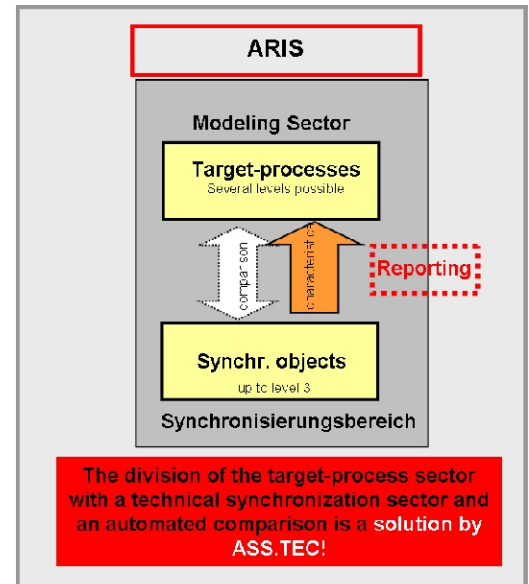 ARIS
Modeling Sector
Target-processes
Several levels possible
comparison
characteristics
Reporting
Synchr. objects
up to level 3
Synchronisierungsbereich
The division of the target-process sector
with a technical synchronization sector and
an automated comparison is a solution by
ASS.TEC!